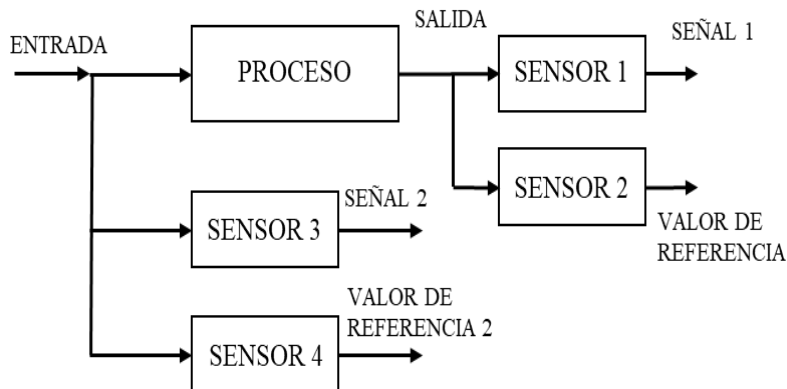 SALIDA
SEÑAL 1
ENTRADA
PROCESO
SENSOR 1
SENSOR 2
SEÑAL 2
SENSOR 3
VALOR DE
REFERENCIA
VALOR DE
REFERENCIA 2
SENSOR 4